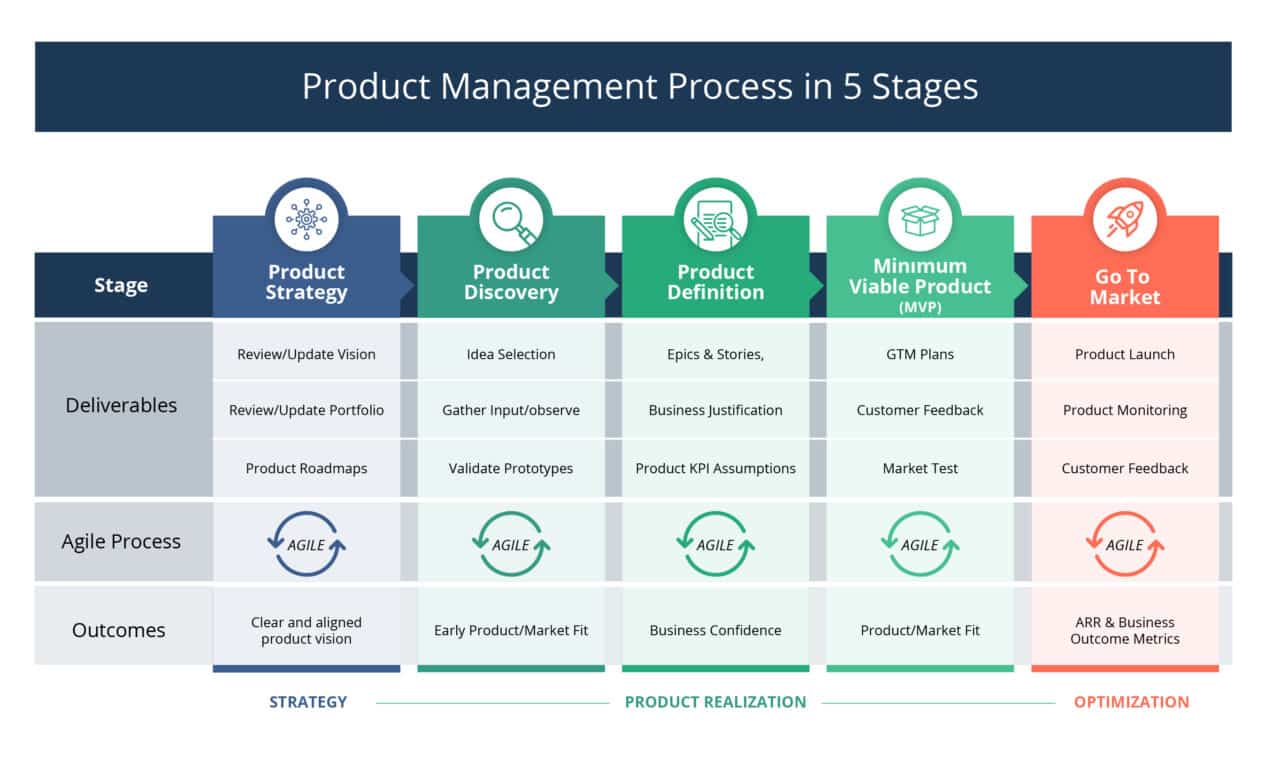 Product Management Process in 5 Stages
Stage
Product
Strategy
Product
Discovery
Product
Definition
Minimum
Viable Product
(MVP)
Go To
Market
Deliverables
Review/Update Vision
Idea Selection
Epics & Stories,
GTM Plans
Product Launch
Review/Update Portfolio
Gather Input/observe
Business Justification
Customer Feedback
Product Monitoring
Product Roadmaps
Validate Prototypes
Product KPI Assumptions
Market Test
Customer Feedback
Agile Process
AGILE
AGILE
AGILE
AGILE
AGILE
Outcomes
Clear and aligned
product vision
Early Product/Market Fit
Business Confidence
Product/Market Fit
ARR & Business
Outcome Metrics
STRATEGY
PRODUCT REALIZATION
OPTIMIZATION